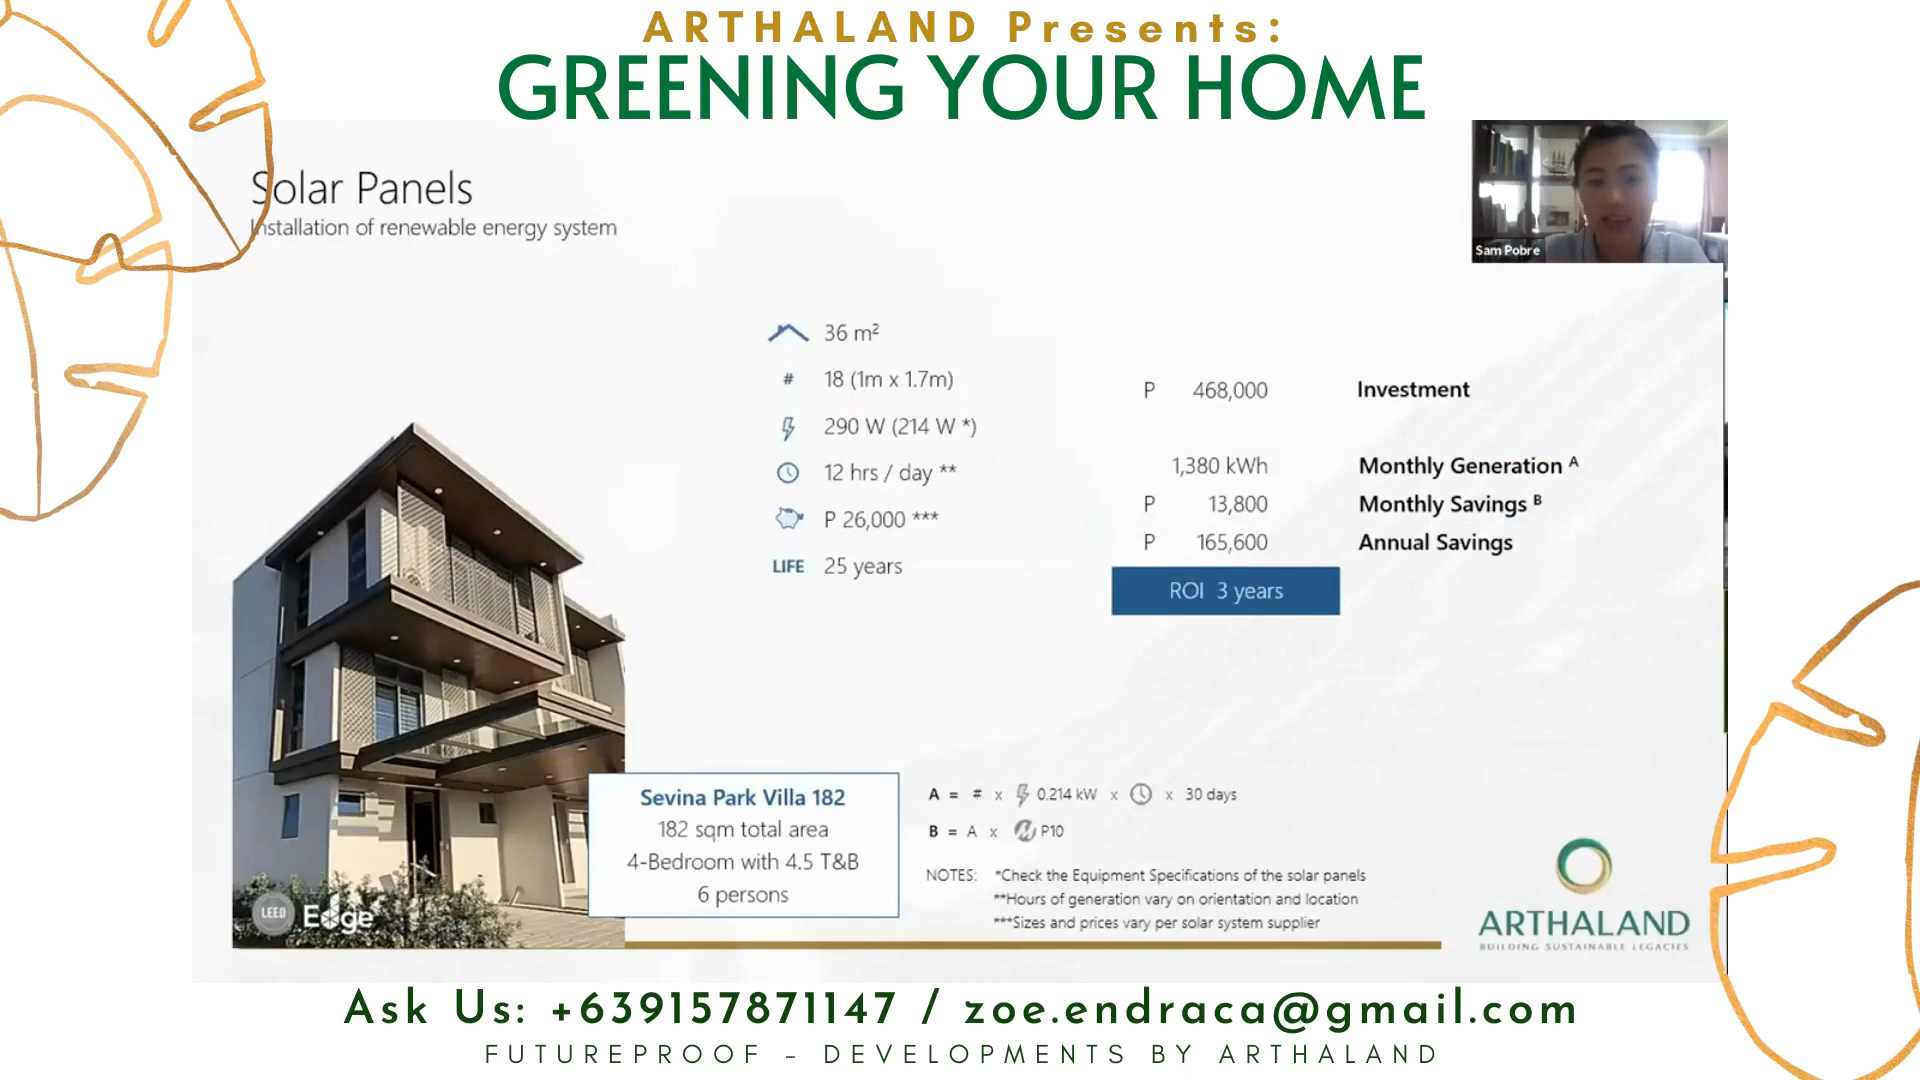 ARTHALAND Presents:
GREENING YOUR HOME
Solar Panels
Installation of renewable energy system
Sam Pobre
36 m²
# 18 (1m x 1.7m)
290 W (214 W *)
12 hrs / day **
P 26,000 ***
LIFE 25 years
P 468,000 Investment
1,380 kWh Monthly Generation ᴬ
P 13,800 Monthly Savings ᴮ
P 165,600 Annual Savings
ROI 3 years
Sevina Park Villa 182
182 sqm total area
4-Bedroom with 4.5 T&B
6 persons
LEED Edge
A = # x 0.214 kW x x 30 days
B = A x P10
NOTES: *Check the Equipment Specifications of the solar panels
**Hours of generation vary on orientation and location
***Sizes and prices vary per solar system supplier
ARTHALAND
BUILDING SUSTAINABLE LEGACIES
Ask Us: +639157871147 / zoe.endraca@gmail.com
FUTUREPROOF – DEVELOPMENTS BY ARTHALAND